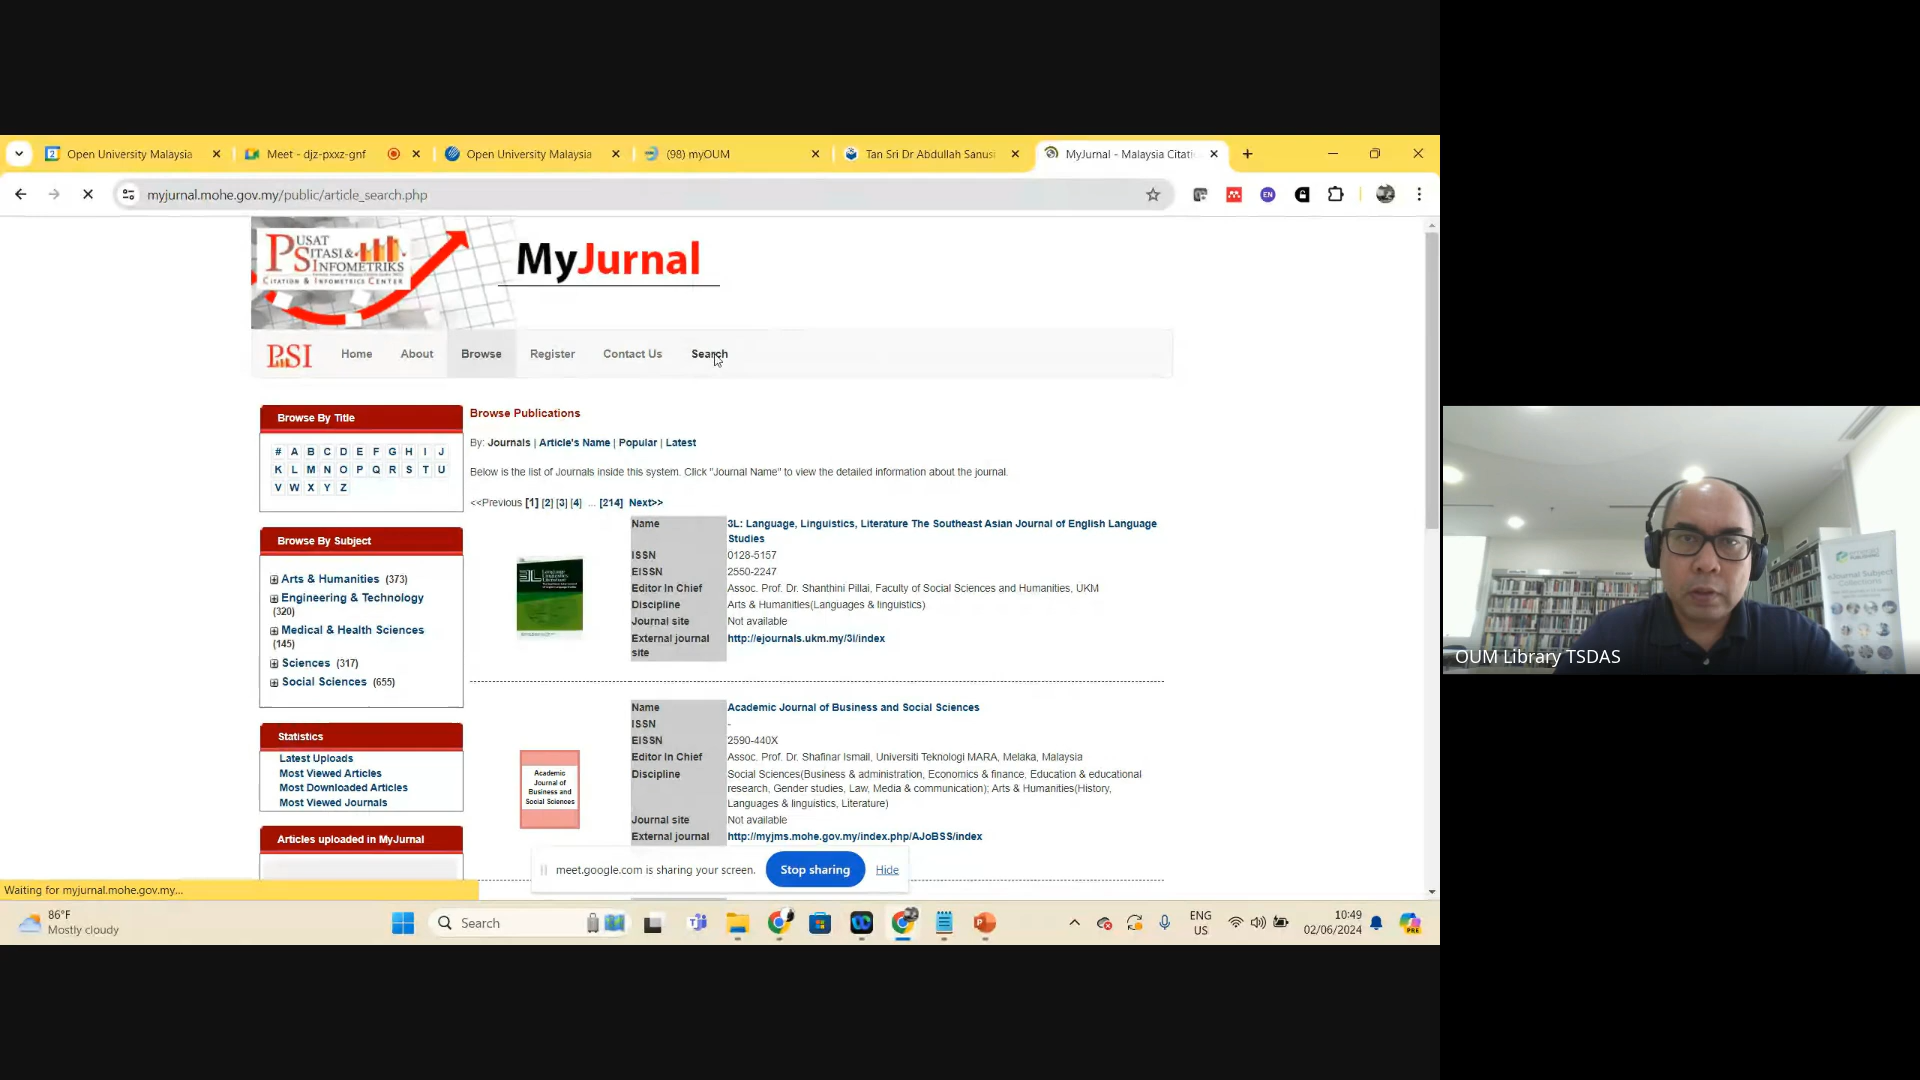 Open University Malaysia
Meet - djz-pxxz-gnf
Open University Malaysia
(98) myOUM
Tan Sri Dr Abdullah Sanusi
MyJurnal - Malaysia Citati
myjurnal.mohe.gov.my/public/article_search.php
EN
PUSAT
SITASI &
INFOMETRIKS
CITATION & INFOMETRICS CENTER
MyJurnal
PSI
Home
About
Browse
Register
Contact Us
Search
Browse By Title
# A B C D E F G H I J
K L M N O P Q R S T U
V W X Y Z
Browse By Subject
Arts & Humanities (373)
Engineering & Technology
(320)
Medical & Health Sciences
(145)
Sciences (317)
Social Sciences (655)
Statistics
Latest Uploads
Most Viewed Articles
Most Downloaded Articles
Most Viewed Journals
Articles uploaded in MyJurnal
Browse Publications
By: Journals | Article's Name | Popular | Latest
Below is the list of Journals inside this system. Click "Journal Name" to view the detailed information about the journal.
<<Previous [1] [2] [3] [4] ... [214] Next>>
Name 3L: Language, Linguistics, Literature The Southeast Asian Journal of English Language
Studies
ISSN 0128-5157
EISSN 2550-2247
Editor In Chief Assoc. Prof. Dr. Shanthini Pillai, Faculty of Social Sciences and Humanities, UKM
Discipline Arts & Humanities(Languages & linguistics)
Journal site Not available
External journal http://ejournals.ukm.my/3l/index
site
Name Academic Journal of Business and Social Sciences
ISSN -
EISSN 2590-440X
Editor In Chief Assoc. Prof. Dr. Shafinar Ismail, Universiti Teknologi MARA, Melaka, Malaysia
Discipline Social Sciences(Business & administration, Economics & finance, Education & educational
research, Gender studies, Law, Media & communication); Arts & Humanities(History,
Languages & linguistics, Literature)
Journal site Not available
External journal http://myjms.mohe.gov.my/index.php/AJoBSS/index
Academic
Journal of
Business and
Social Sciences
meet.google.com is sharing your screen.
Stop sharing
Hide
Waiting for myjurnal.mohe.gov.my...
86°F
Mostly cloudy
Search
ENG
US
10:49
02/06/2024
PRE
eJournal Subject
Collections
OUM Library TSDAS